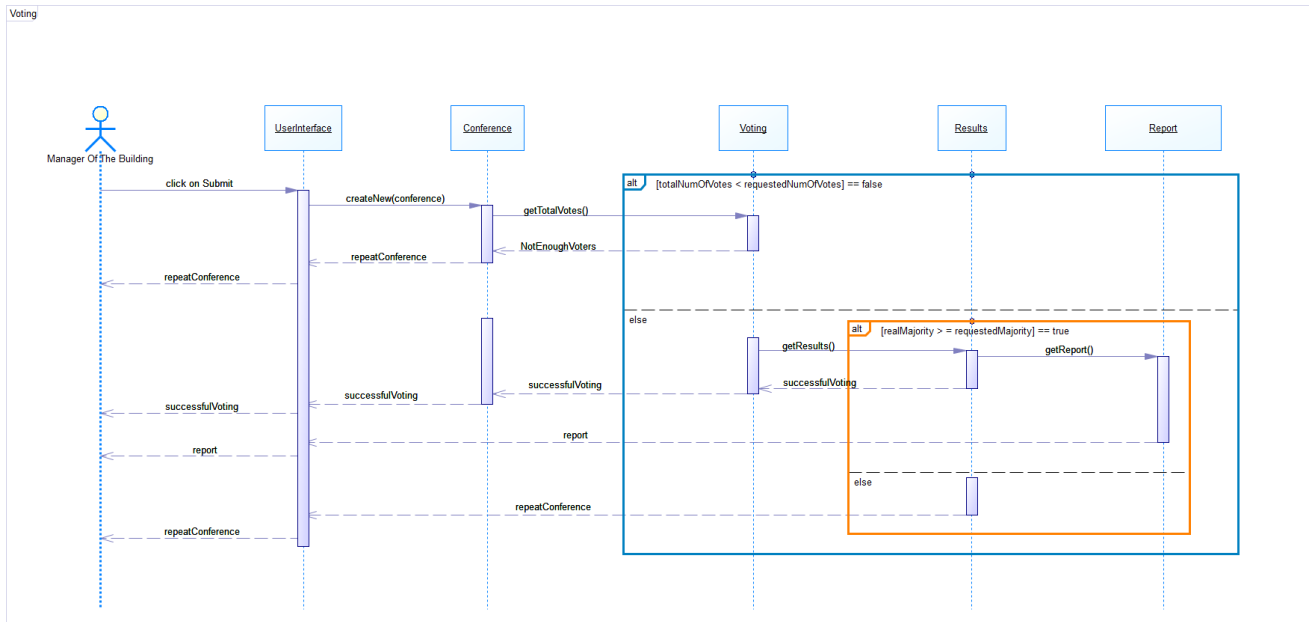 Voting
UserInterface
Conference
Voting
Results
Report
Manager Of The Building
click on Submit
alt
[totalNumOfVotes < requestedNumOfVotes] == false
createNew(conference)
getTotalVotes()
NotEnoughVoters
repeatConference
repeatConference
else
alt
[realMajority > = requestedMajority] == true
getResults()
getReport()
successfulVoting
successfulVoting
successfulVoting
successfulVoting
report
report
else
repeatConference
repeatConference